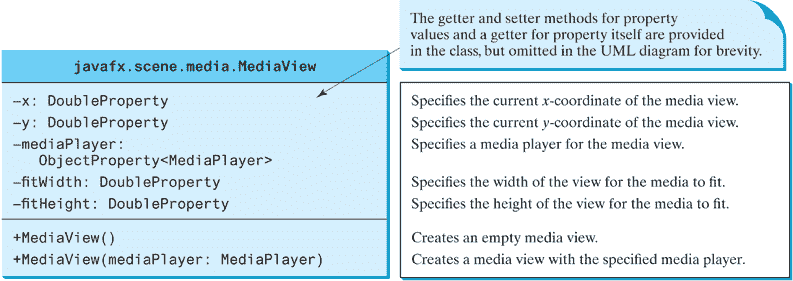 The getter and setter methods for property
values and a getter for property itself are provided
in the class, but omitted in the UML diagram for brevity.
javafx.scene.media.MediaView
-x: DoubleProperty
Specifies the current x-coordinate of the media view.
-y: DoubleProperty
Specifies the current y-coordinate of the media view.
-mediaPlayer:
Specifies a media player for the media view.
ObjectProperty<MediaPlayer>
-fitWidth: DoubleProperty
Specifies the width of the view for the media to fit.
-fitHeight: DoubleProperty
Specifies the height of the view for the media to fit.
+MediaView()
Creates an empty media view.
+MediaView(mediaPlayer: MediaPlayer)
Creates a media view with the specified media player.